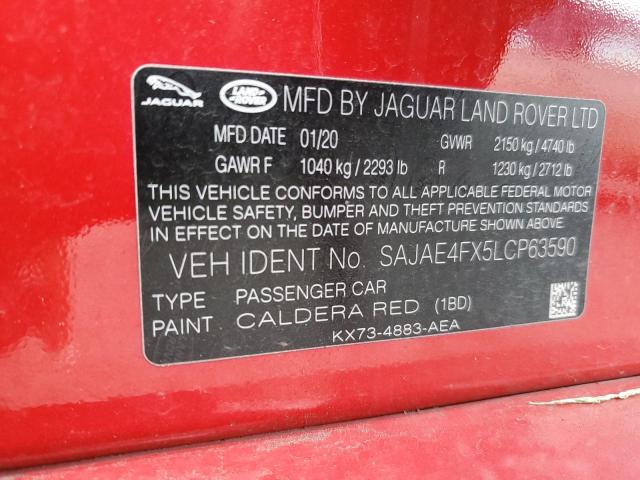 JAGUAR LAND ROVER MFD BY JAGUAR LAND ROVER LTD
MFD DATE 01/20 GVWR 2150 kg / 4740 lb
GAWR F 1040 kg / 2293 lb R 1230 kg / 2712 lb
THIS VEHICLE CONFORMS TO ALL APPLICABLE FEDERAL MOTOR
VEHICLE SAFETY, BUMPER AND THEFT PREVENTION STANDARDS
IN EFFECT ON THE DATE OF MANUFACTURE SHOWN ABOVE.
VEH IDENT No. SAJAE4FX5LCP63590
TYPE PASSENGER CAR
PAINT CALDERA RED (1BD)
KX73-4883-AEA